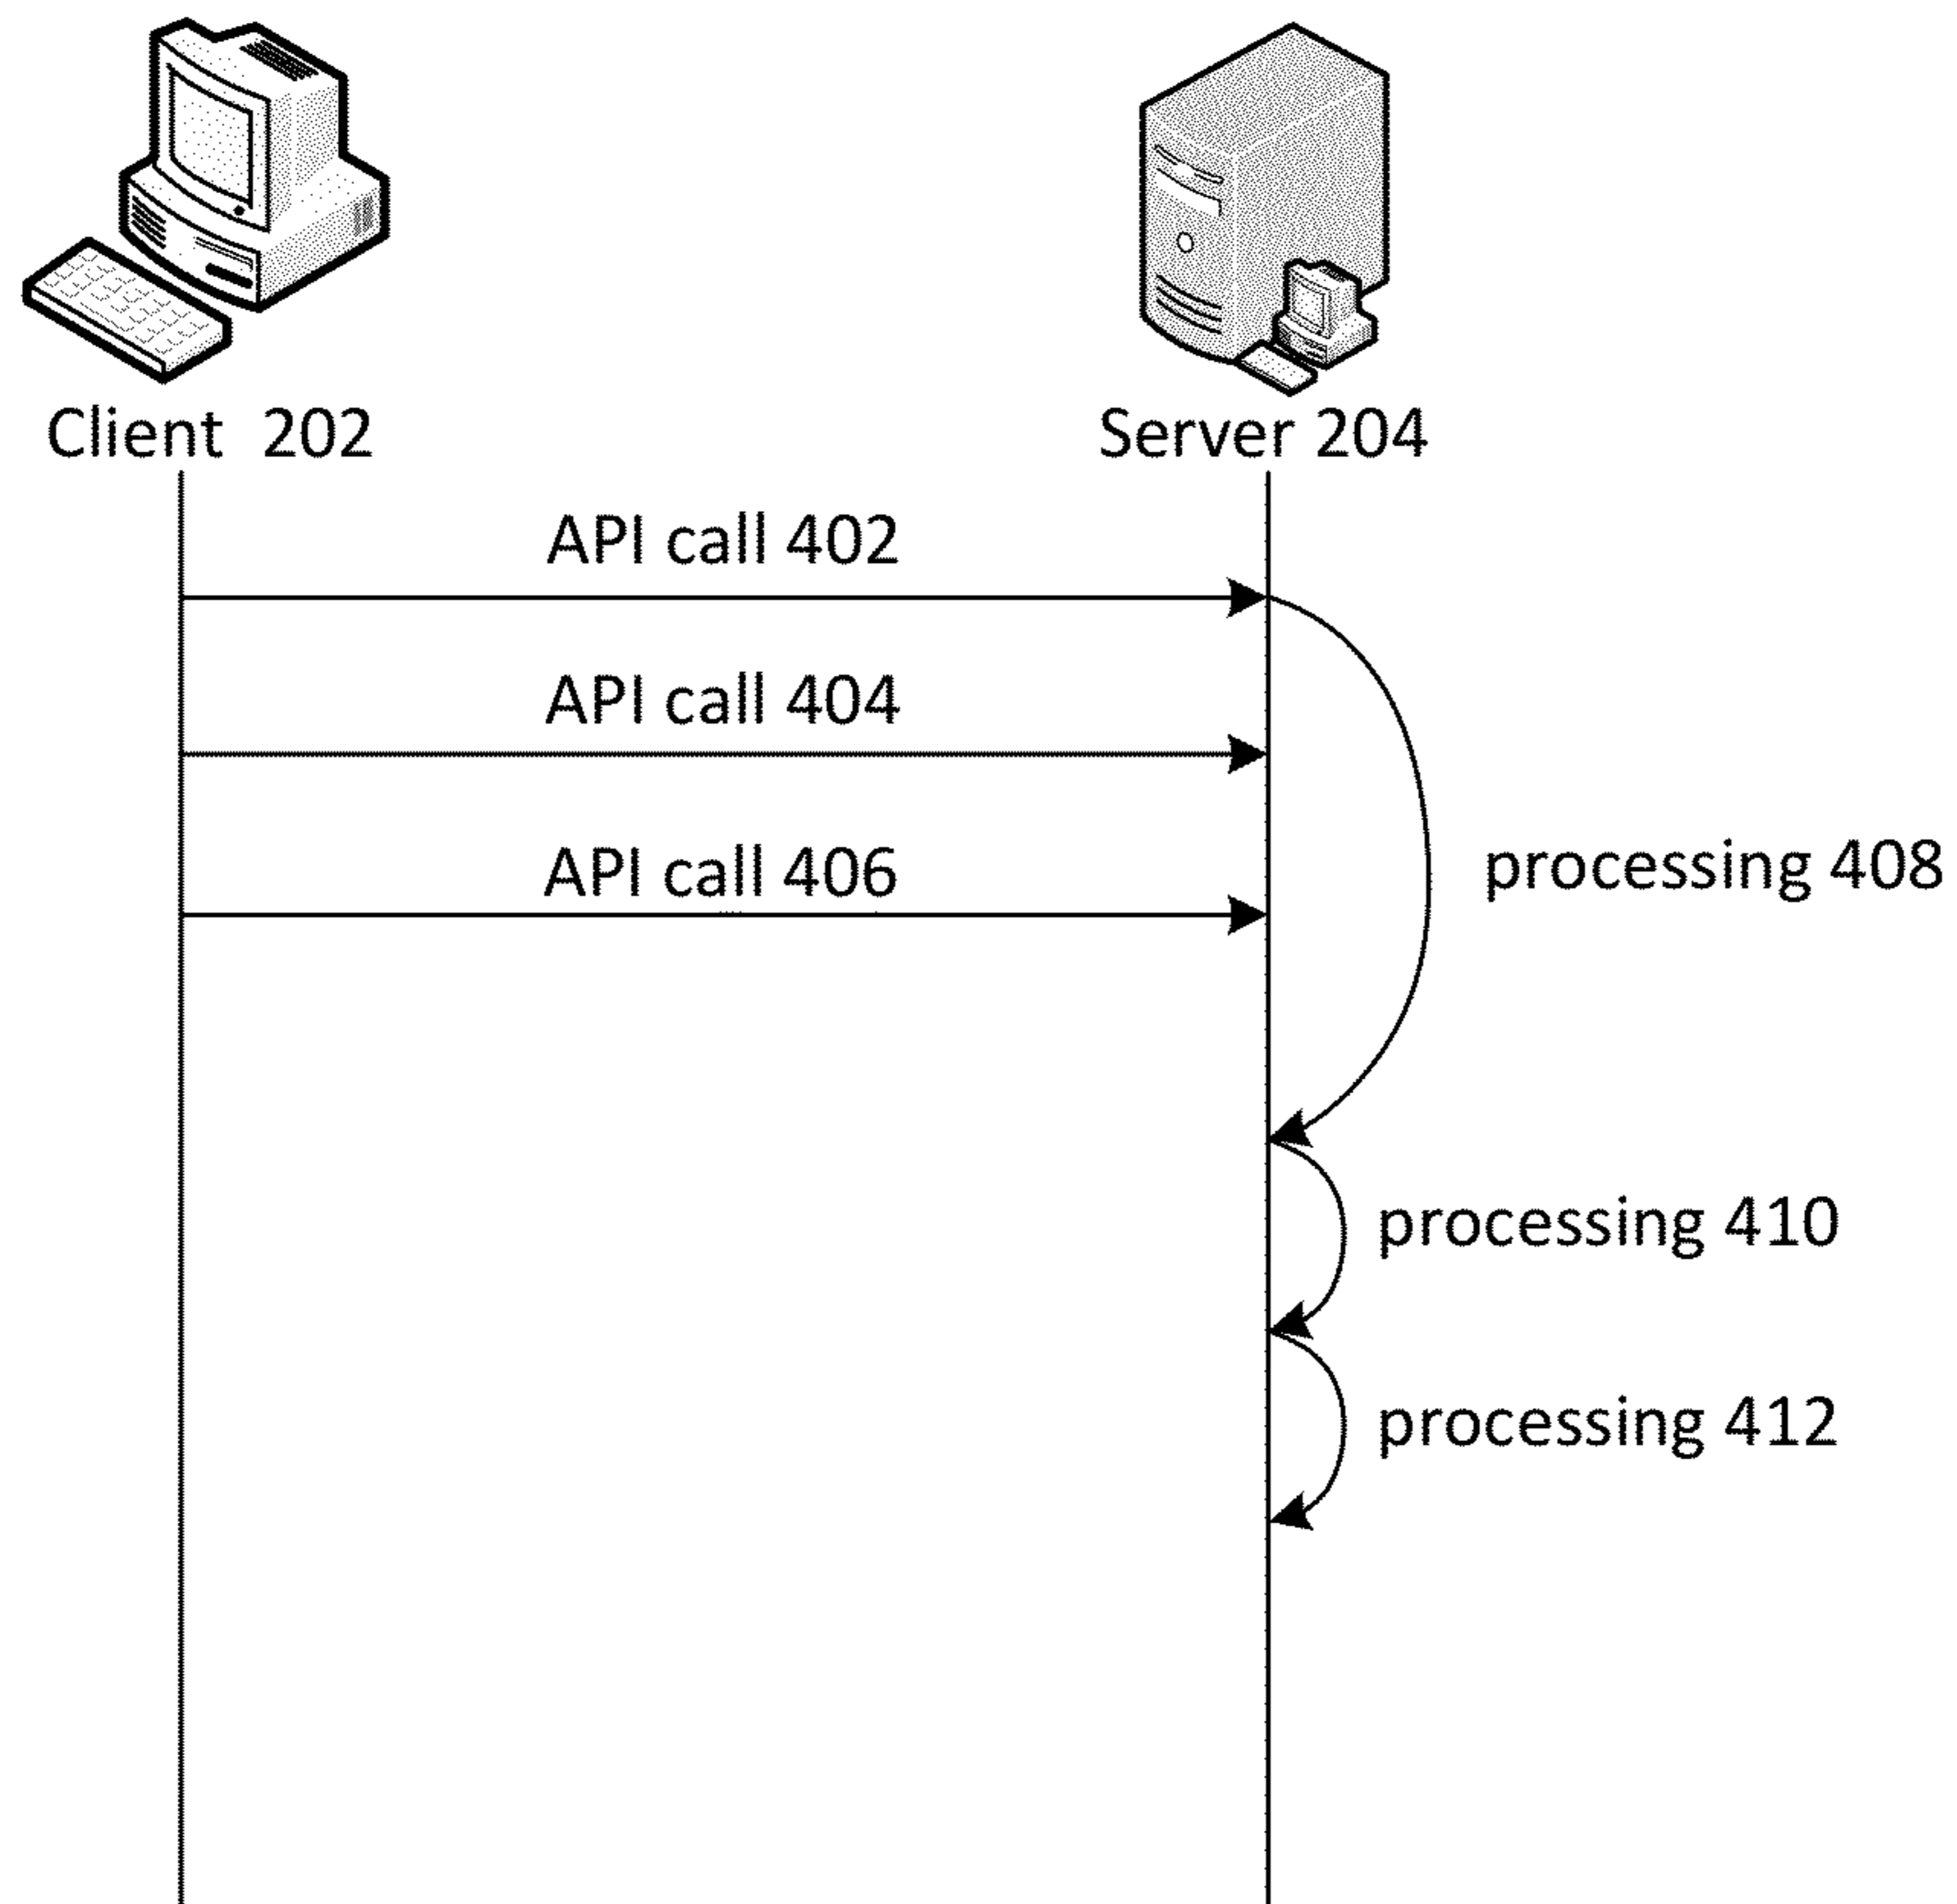 Client 202
Server 204
API call 402
API call 404
API call 406
processing 408
processing 410
processing 412